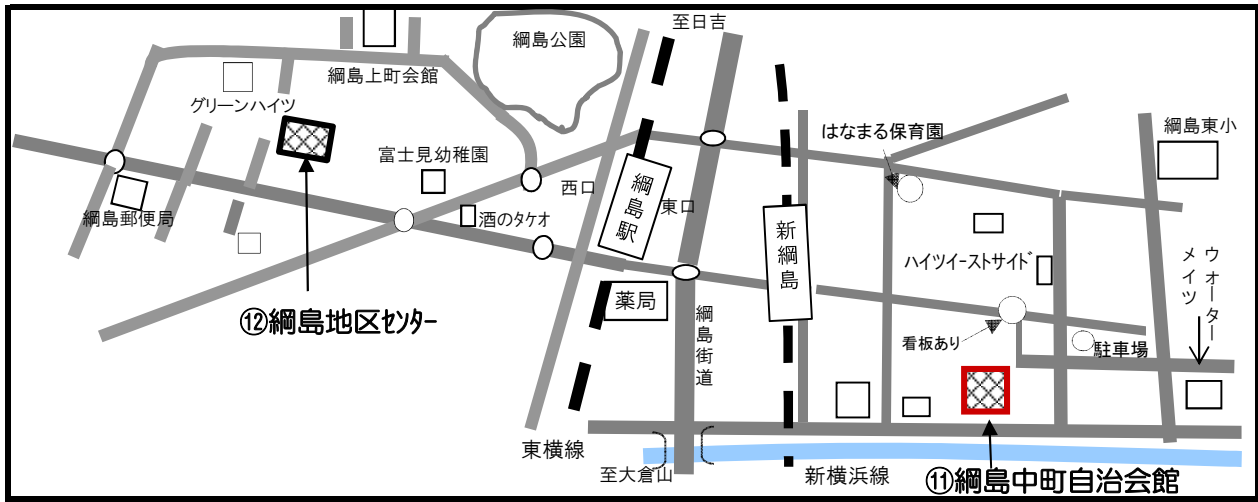 至日吉
綱島公園
綱島上町会館
グリーンハイツ
富士見幼稚園
綱島郵便局
酒のタケオ
西口
綱島駅
東口
新綱島
はなまる保育園
綱島東小
ハイツイーストサイド
ウォーター
メイツ
薬局
綱島街道
看板あり
駐車場
⑫綱島地区センター
東横線
至大倉山
新横浜線
⑪綱島中町自治会館